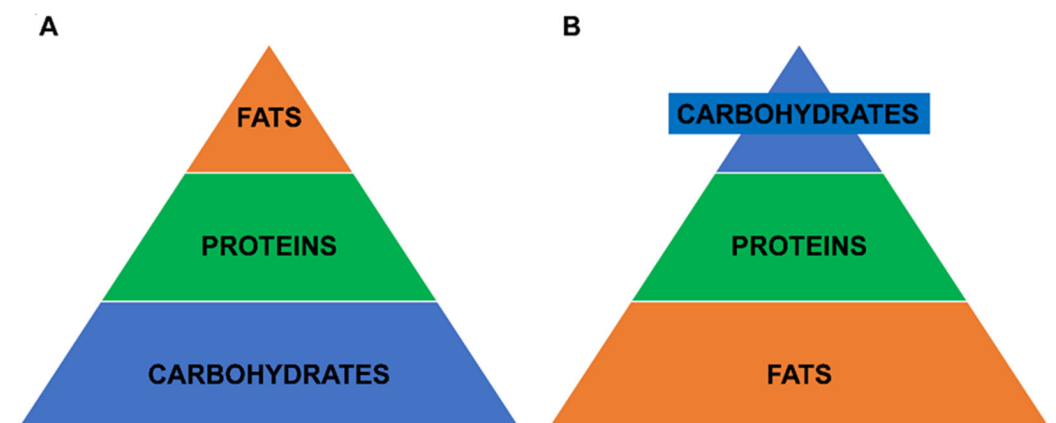 A
FATS
PROTEINS
CARBOHYDRATES
B
CARBOHYDRATES
PROTEINS
FATS